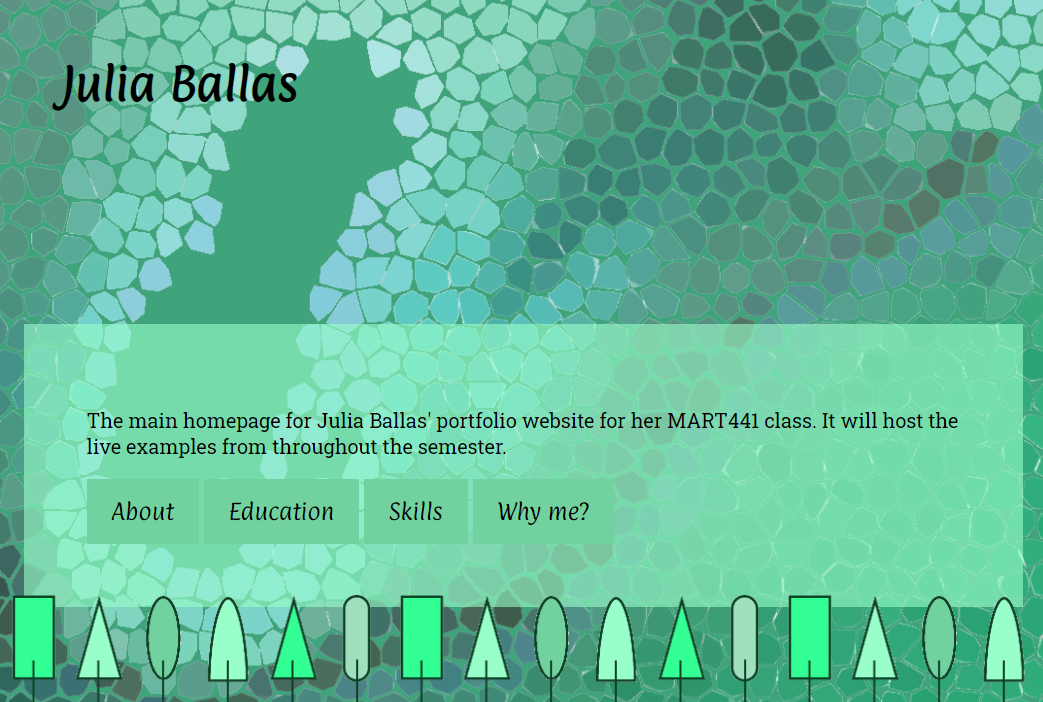 Julia Ballas
The main homepage for Julia Ballas' portfolio website for her MART441 class. It will host the
live examples from throughout the semester.
About Education Skills Why me?